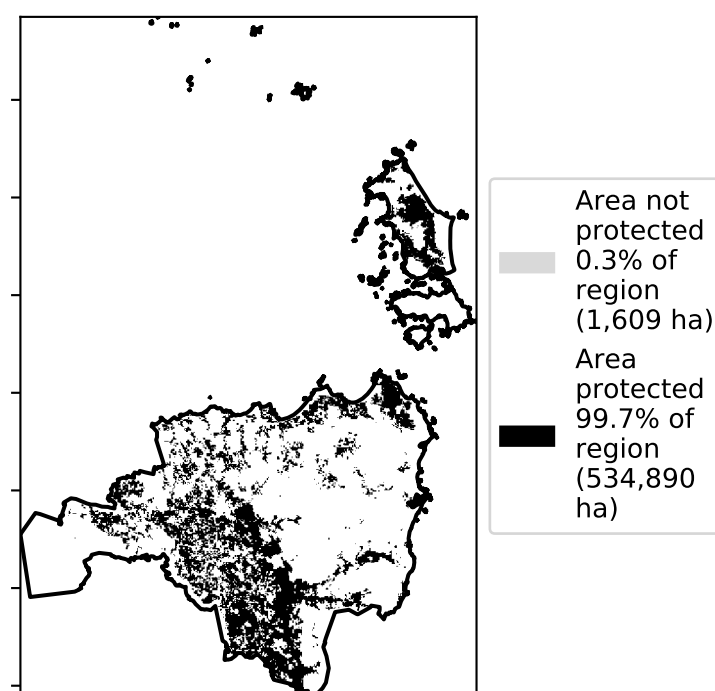 Area not
protected
0.3% of
region
(1,609 ha)
Area
protected
99.7% of
region
(534,890
ha)